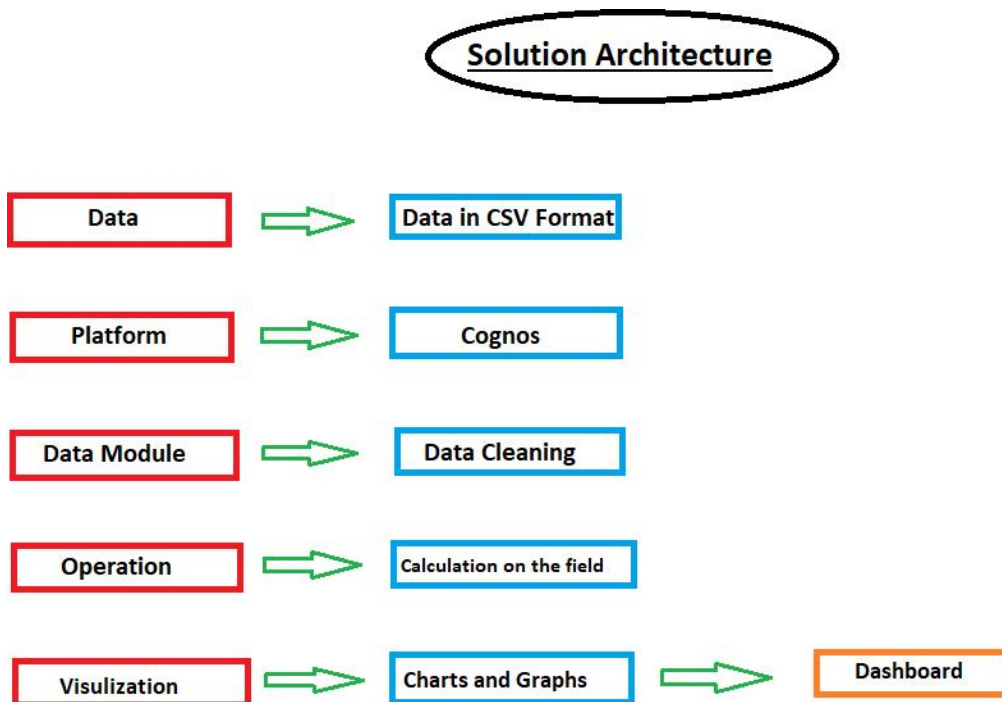 Solution Architecture
Data
Data in CSV Format
Platform
Cognos
Data Module
Data Cleaning
Operation
Calculation on the field
Visulization
Charts and Graphs
Dashboard